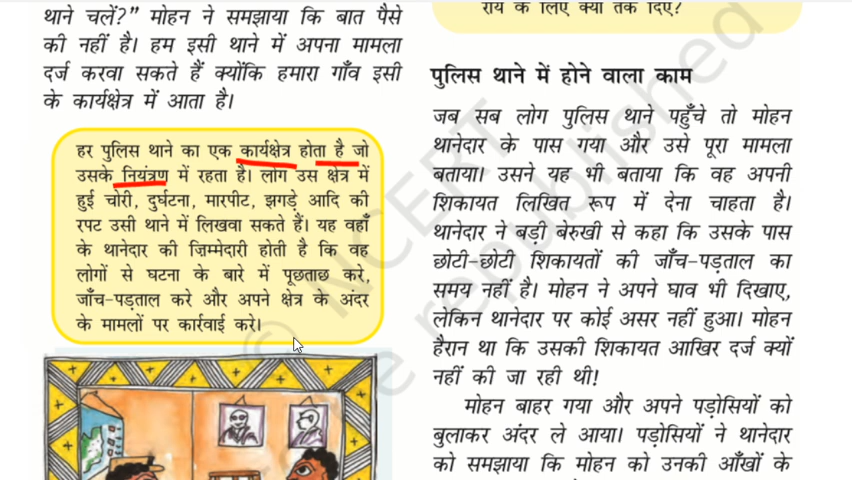 थाने चलें?” मोहन ने समझाया कि बात पैसे
की नहीं है। हम इसी थाने में अपना मामला
दर्ज करवा सकते हैं क्योंकि हमारा गाँव इसी
के कार्यक्षेत्र में आता है।
हर पुलिस थाने का एक कार्यक्षेत्र होता है जो
उसके नियंत्रण में रहता है। लोग उस क्षेत्र में
हुई चोरी, दुर्घटना, मारपीट, झगड़े आदि की
रपट उसी थाने में लिखवा सकते हैं। यह वहाँ
के थानेदार की ज़िम्मेदारी होती है कि वह
लोगों से घटना के बारे में पूछताछ करे,
जाँच-पड़ताल करे और अपने क्षेत्र के अंदर
के मामलों पर कार्रवाई करे।
राय के लिए क्या तर्क दिए?
पुलिस थाने में होने वाला काम
जब सब लोग पुलिस थाने पहुँचे तो मोहन
थानेदार के पास गया और उसे पूरा मामला
बताया। उसने यह भी बताया कि वह अपनी
शिकायत लिखित रूप में देना चाहता है।
थानेदार ने बड़ी बेरुखी से कहा कि उसके पास
छोटी-छोटी शिकायतों की जाँच-पड़ताल का
समय नहीं है। मोहन ने अपने घाव भी दिखाए,
लेकिन थानेदार पर कोई असर नहीं हुआ। मोहन
हैरान था कि उसकी शिकायत आखिर दर्ज क्यों
नहीं की जा रही थी!
मोहन बाहर गया और अपने पड़ोसियों को
बुलाकर अंदर ले आया। पड़ोसियों ने थानेदार
को समझाया कि मोहन को उनकी आँखों के
© NCERT
be republished